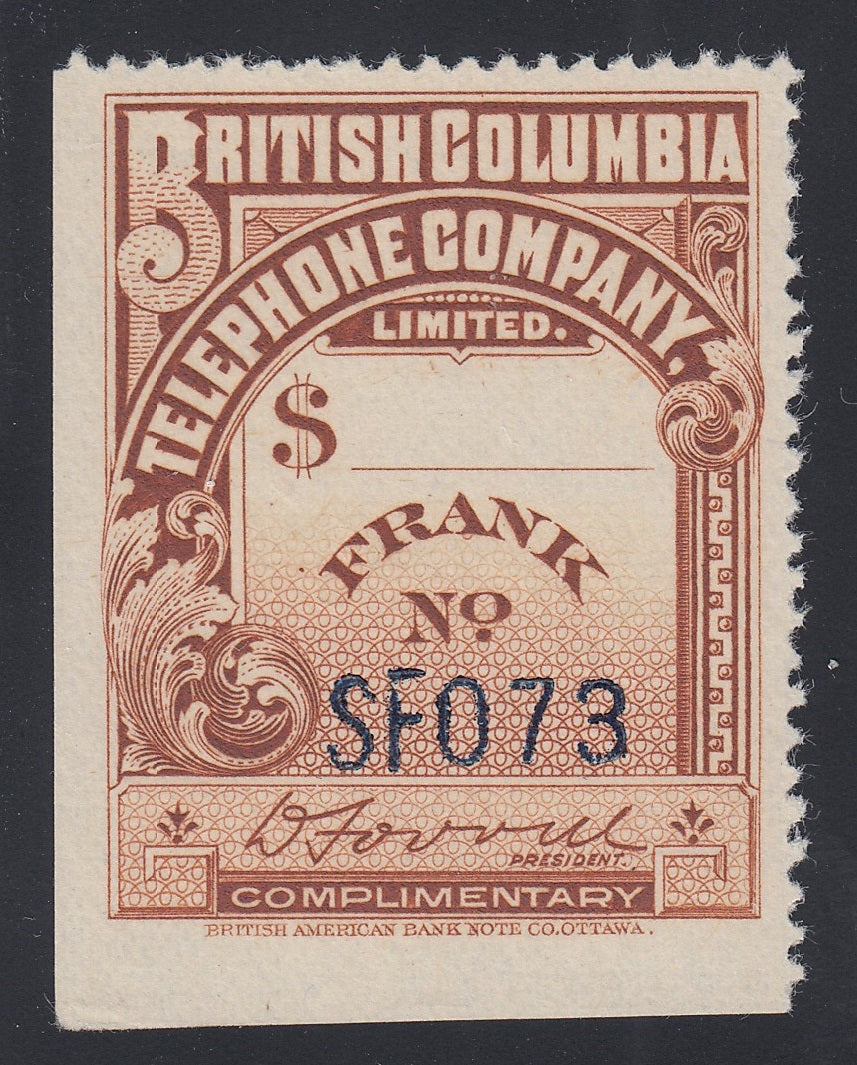 BRITISH COLUMBIA
TELEPHONE COMPANY,
LIMITED.
$
FRANK
No
SF073
PRESIDENT.
COMPLIMENTARY
BRITISH AMERICAN BANK NOTE CO. OTTAWA.